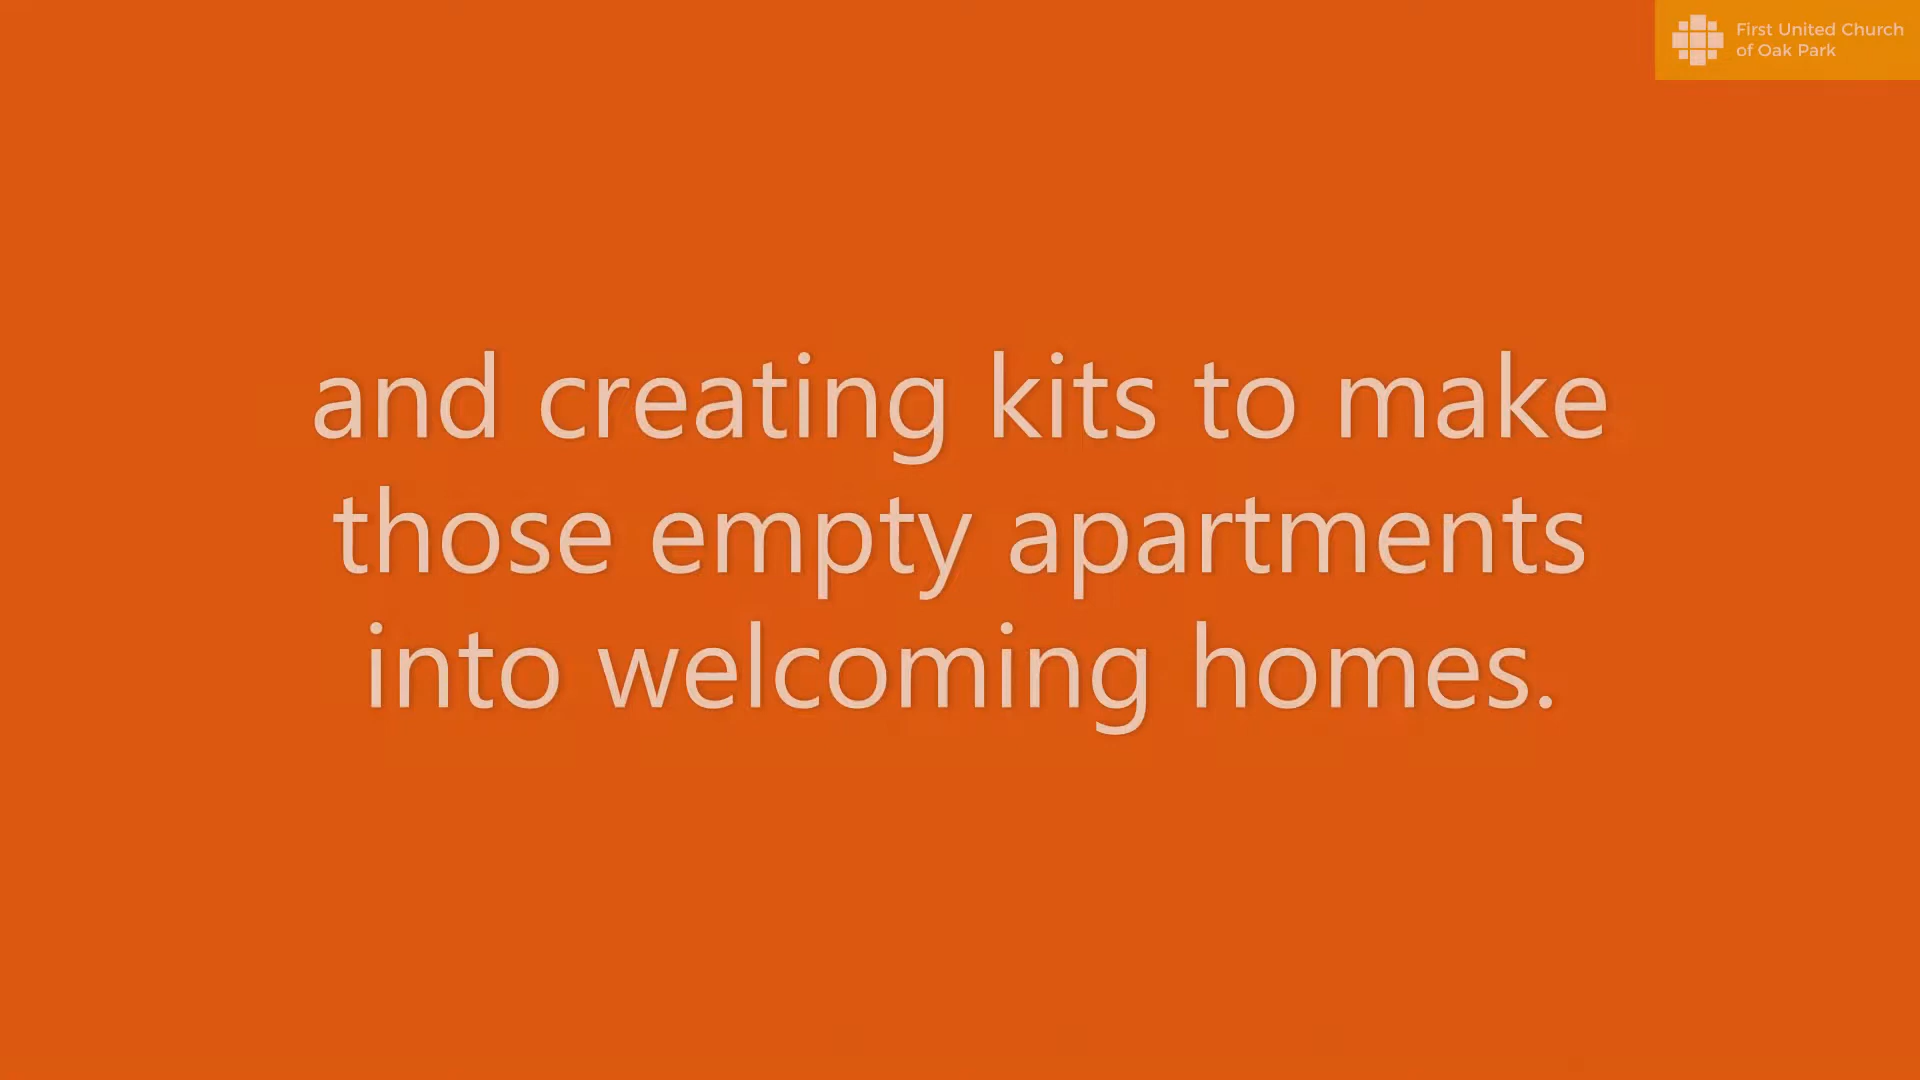 First United Church
of Oak Park
and creating kits to make
those empty apartments
into welcoming homes.